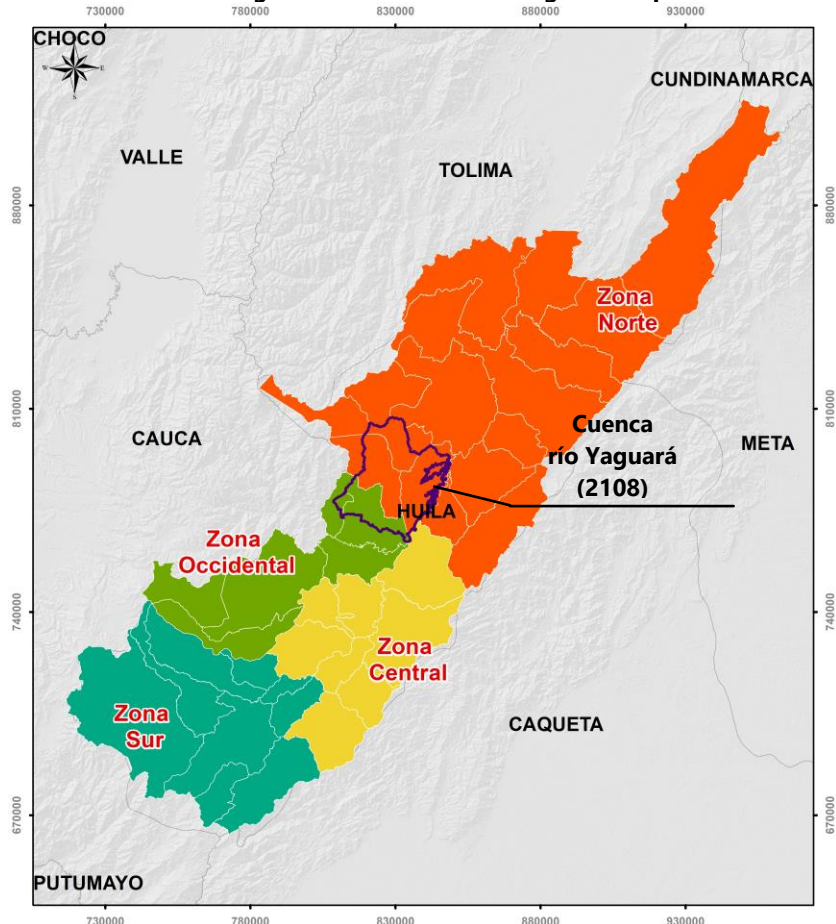 730000
780000
830000
880000
930000
CHOCO
N
W
E
S
CUNDINAMARCA
VALLE
TOLIMA
880000
880000
Zona
Norte
810000
810000
Cuenca
río Yaguará
(2108)
CAUCA
META
HUILA
Zona
Occidental
740000
740000
Zona
Central
Zona
Sur
CAQUETA
670000
670000
PUTUMAYO
730000
780000
830000
880000
930000